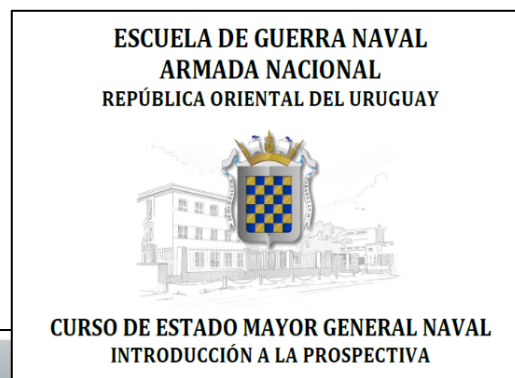 ESCUELA DE GUERRA NAVAL
ARMADA NACIONAL
REPÚBLICA ORIENTAL DEL URUGUAY
CURSO DE ESTADO MAYOR GENERAL NAVAL
INTRODUCCIÓN A LA PROSPECTIVA